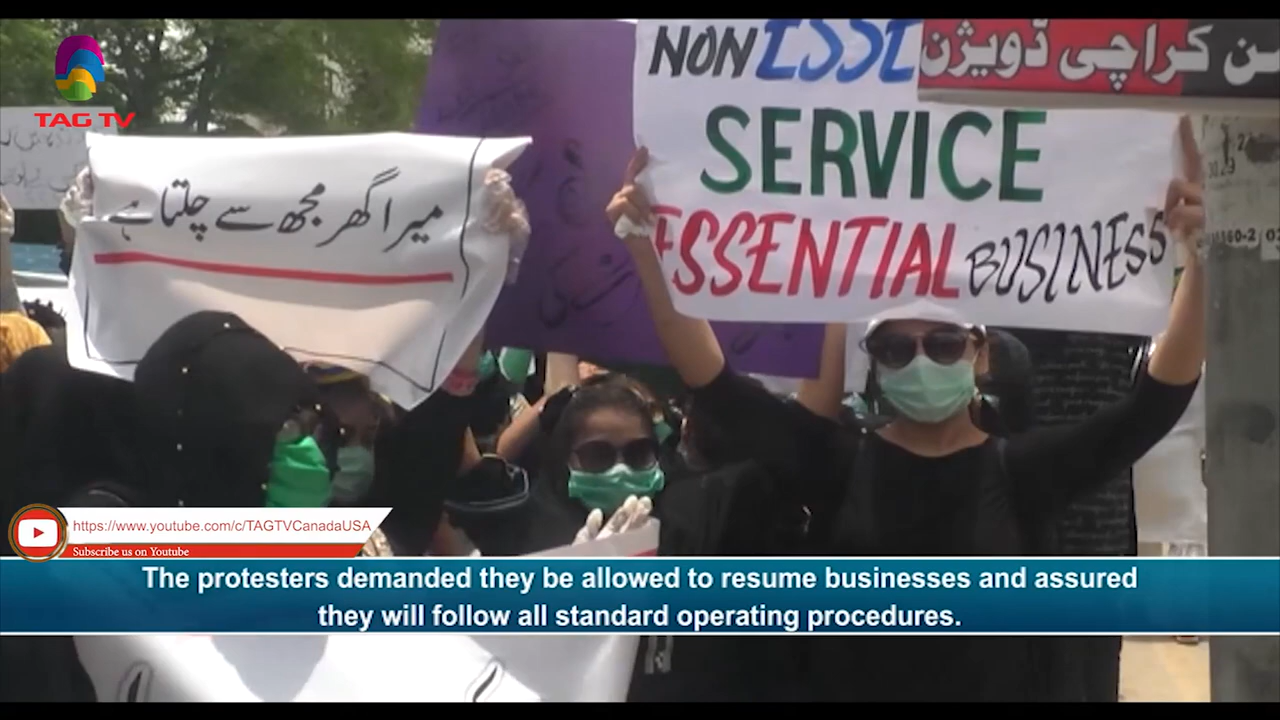 TAG TV
NON ESSE
ن کراچی ڈویژن
SERVICE
ESSENTIAL BUSINESS
میرا گھر مجھ سے چلتا ہے
https://www.youtube.com/c/TAGTVCanadaUSA
Subscribe us on Youtube
The protesters demanded they be allowed to resume businesses and assured
they will follow all standard operating procedures.